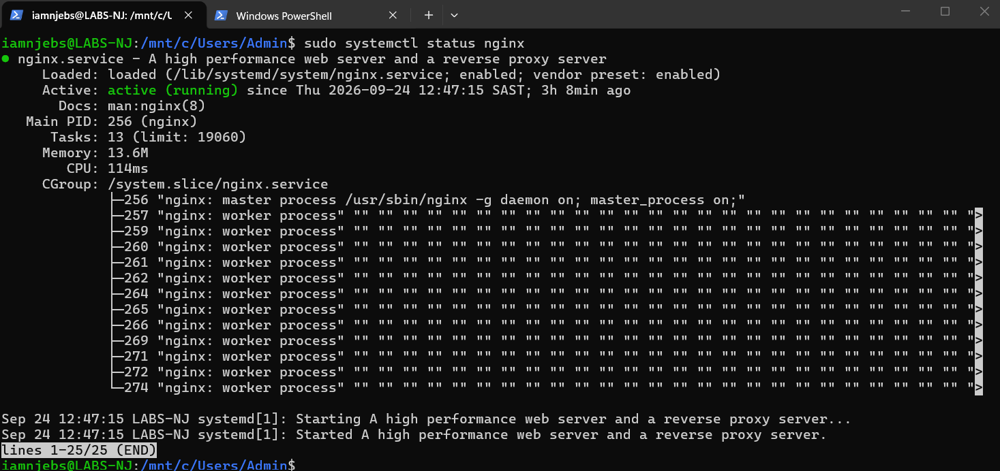 iamnjebs@LABS-NJ: /mnt/c/U
Windows PowerShell
iamnjebs@LABS-NJ:/mnt/c/Users/Admin$ sudo systemctl status nginx
● nginx.service - A high performance web server and a reverse proxy server
     Loaded: loaded (/lib/systemd/system/nginx.service; enabled; vendor preset: enabled)
     Active: active (running) since Thu 2026-09-24 12:47:15 SAST; 3h 8min ago
       Docs: man:nginx(8)
   Main PID: 256 (nginx)
      Tasks: 13 (limit: 19060)
     Memory: 13.6M
        CPU: 114ms
     CGroup: /system.slice/nginx.service
             ├─256 "nginx: master process /usr/sbin/nginx -g daemon on; master_process on;"
             ├─257 "nginx: worker process" "" "" "" "" "" "" "" "" "" "" "" "" "" "" "" "" "" "" "" "" "" "" "" "" "" ">
             ├─259 "nginx: worker process" "" "" "" "" "" "" "" "" "" "" "" "" "" "" "" "" "" "" "" "" "" "" "" "" "" ">
             ├─260 "nginx: worker process" "" "" "" "" "" "" "" "" "" "" "" "" "" "" "" "" "" "" "" "" "" "" "" "" "" ">
             ├─261 "nginx: worker process" "" "" "" "" "" "" "" "" "" "" "" "" "" "" "" "" "" "" "" "" "" "" "" "" "" ">
             ├─262 "nginx: worker process" "" "" "" "" "" "" "" "" "" "" "" "" "" "" "" "" "" "" "" "" "" "" "" "" "" ">
             ├─264 "nginx: worker process" "" "" "" "" "" "" "" "" "" "" "" "" "" "" "" "" "" "" "" "" "" "" "" "" "" ">
             ├─265 "nginx: worker process" "" "" "" "" "" "" "" "" "" "" "" "" "" "" "" "" "" "" "" "" "" "" "" "" "" ">
             ├─266 "nginx: worker process" "" "" "" "" "" "" "" "" "" "" "" "" "" "" "" "" "" "" "" "" "" "" "" "" "" ">
             ├─269 "nginx: worker process" "" "" "" "" "" "" "" "" "" "" "" "" "" "" "" "" "" "" "" "" "" "" "" "" "" ">
             ├─271 "nginx: worker process" "" "" "" "" "" "" "" "" "" "" "" "" "" "" "" "" "" "" "" "" "" "" "" "" "" ">
             ├─272 "nginx: worker process" "" "" "" "" "" "" "" "" "" "" "" "" "" "" "" "" "" "" "" "" "" "" "" "" "" ">
             └─274 "nginx: worker process" "" "" "" "" "" "" "" "" "" "" "" "" "" "" "" "" "" "" "" "" "" "" "" "" "" ">
Sep 24 12:47:15 LABS-NJ systemd[1]: Starting A high performance web server and a reverse proxy server...
Sep 24 12:47:15 LABS-NJ systemd[1]: Started A high performance web server and a reverse proxy server.
lines 1-25/25 (END)
iamnjebs@LABS-NJ:/mnt/c/Users/Admin$